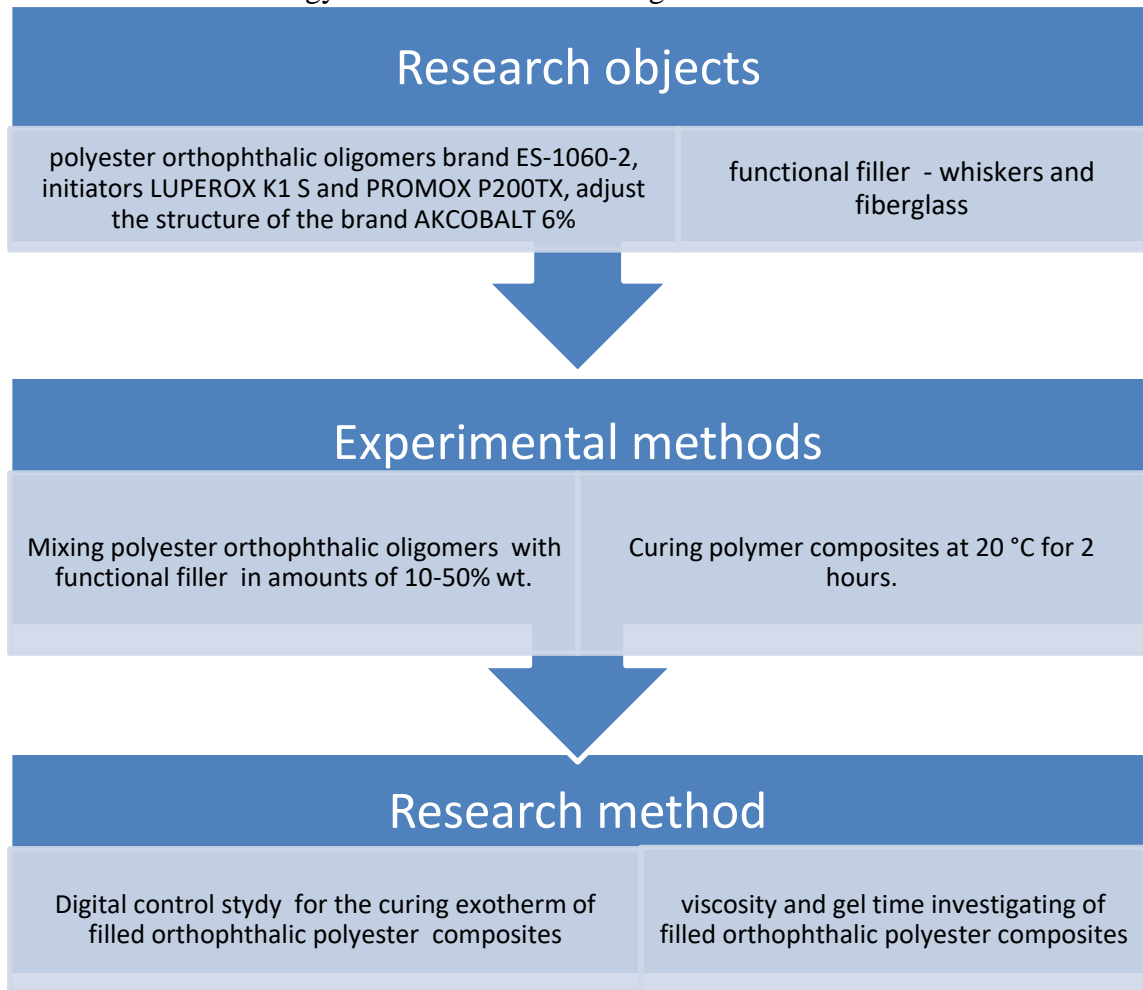 Research objects
polyester orthophthalic oligomers brand ES-1060-2,
initiators LUPEROX K1 S and PROMOX P200TX, adjust
the structure of the brand AKCOBALT 6%
functional filler - whiskers and
fiberglass
Experimental methods
Mixing polyester orthophthalic oligomers with
functional filler in amounts of 10-50% wt.
Curing polymer composites at 20 °C for 2
hours.
Research method
Digital control stydy for the curing exotherm of
filled orthophthalic polyester composites
viscosity and gel time investigating of
filled orthophthalic polyester composites